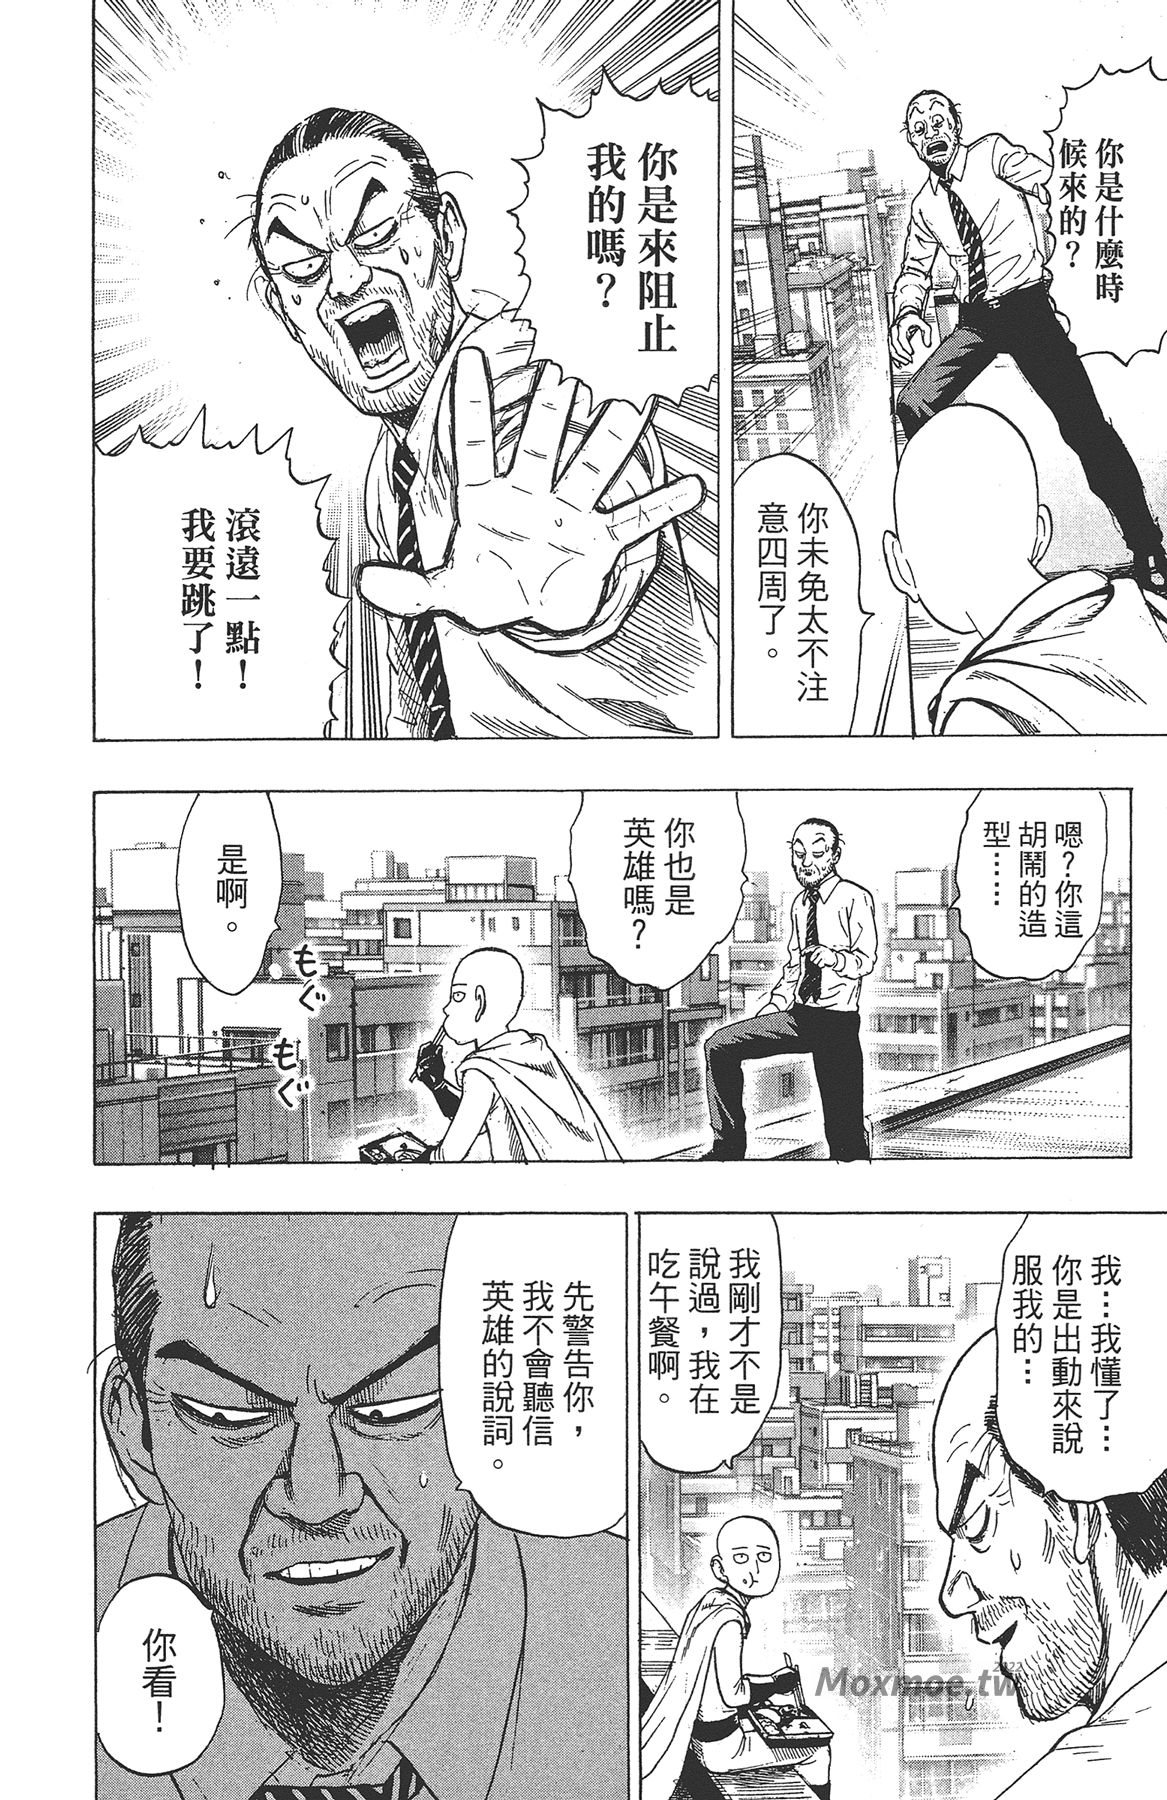 你是什麼時
候來的？
你未免太不注
意四周了。
你是來阻止
我的嗎？
滾遠一點！
我要跳了！
嗯？你這
胡鬧的造
型……
你也是
英雄嗎？
是啊。
もぐ
もぐ
我…我懂了…
你是出動來說
服我的…
我剛才不是
說過，我在
吃午餐啊。
先警告你，
我不會聽信
英雄的說詞。
你看！
Moxmoe.tw